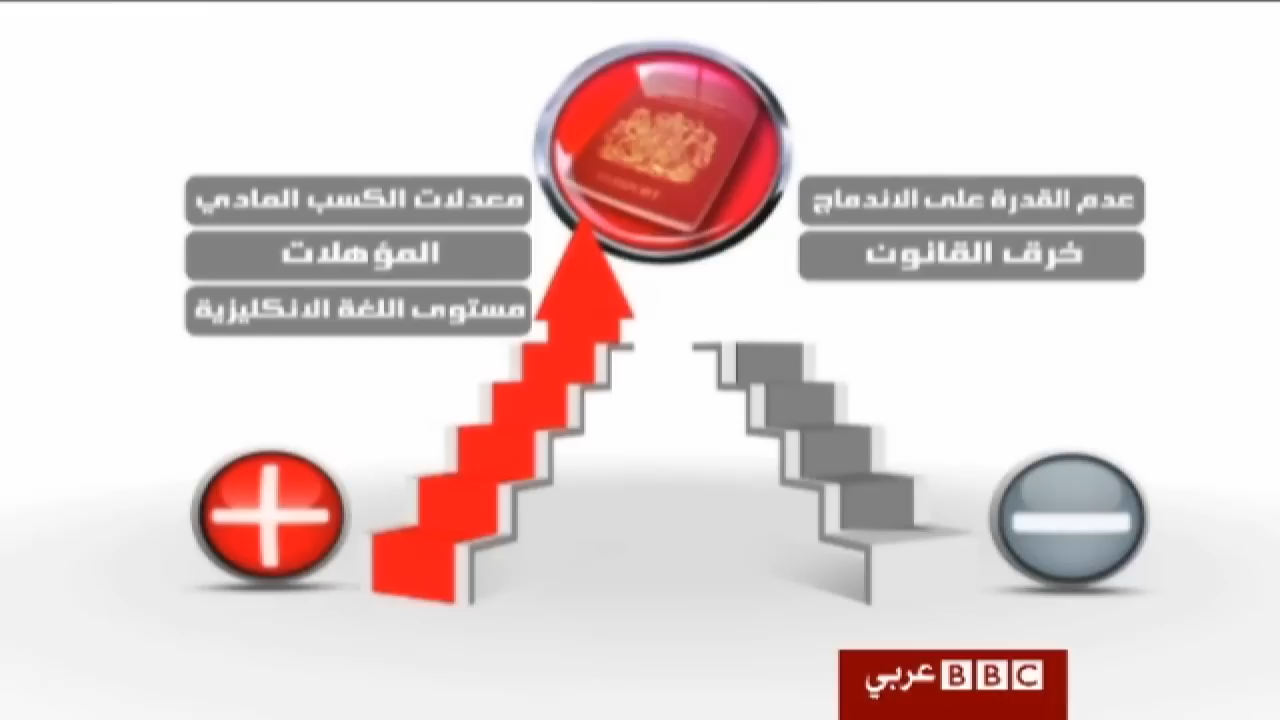 عدم القدرة على الاندماج
خرق القانون
معدلات الكسب المادي
المؤهلات
مستوى اللغة الانكليزية
BBC عربي